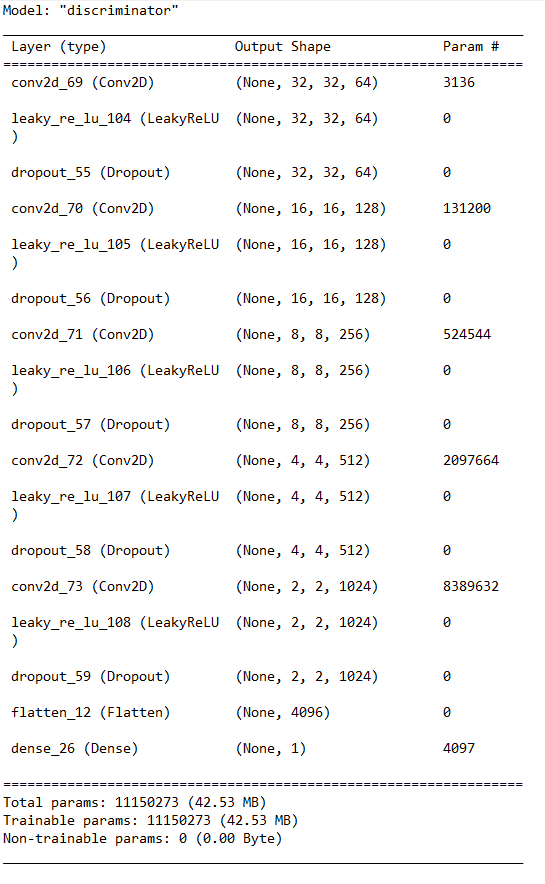 Model: "discriminator"
Layer (type) Output Shape Param #
conv2d_69 (Conv2D) (None, 32, 32, 64) 3136
leaky_re_lu_104 (LeakyReLU (None, 32, 32, 64) 0
)
dropout_55 (Dropout) (None, 32, 32, 64) 0
conv2d_70 (Conv2D) (None, 16, 16, 128) 131200
leaky_re_lu_105 (LeakyReLU (None, 16, 16, 128) 0
)
dropout_56 (Dropout) (None, 16, 16, 128) 0
conv2d_71 (Conv2D) (None, 8, 8, 256) 524544
leaky_re_lu_106 (LeakyReLU (None, 8, 8, 256) 0
)
dropout_57 (Dropout) (None, 8, 8, 256) 0
conv2d_72 (Conv2D) (None, 4, 4, 512) 2097664
leaky_re_lu_107 (LeakyReLU (None, 4, 4, 512) 0
)
dropout_58 (Dropout) (None, 4, 4, 512) 0
conv2d_73 (Conv2D) (None, 2, 2, 1024) 8389632
leaky_re_lu_108 (LeakyReLU (None, 2, 2, 1024) 0
)
dropout_59 (Dropout) (None, 2, 2, 1024) 0
flatten_12 (Flatten) (None, 4096) 0
dense_26 (Dense) (None, 1) 4097
Total params: 11150273 (42.53 MB)
Trainable params: 11150273 (42.53 MB)
Non-trainable params: 0 (0.00 Byte)